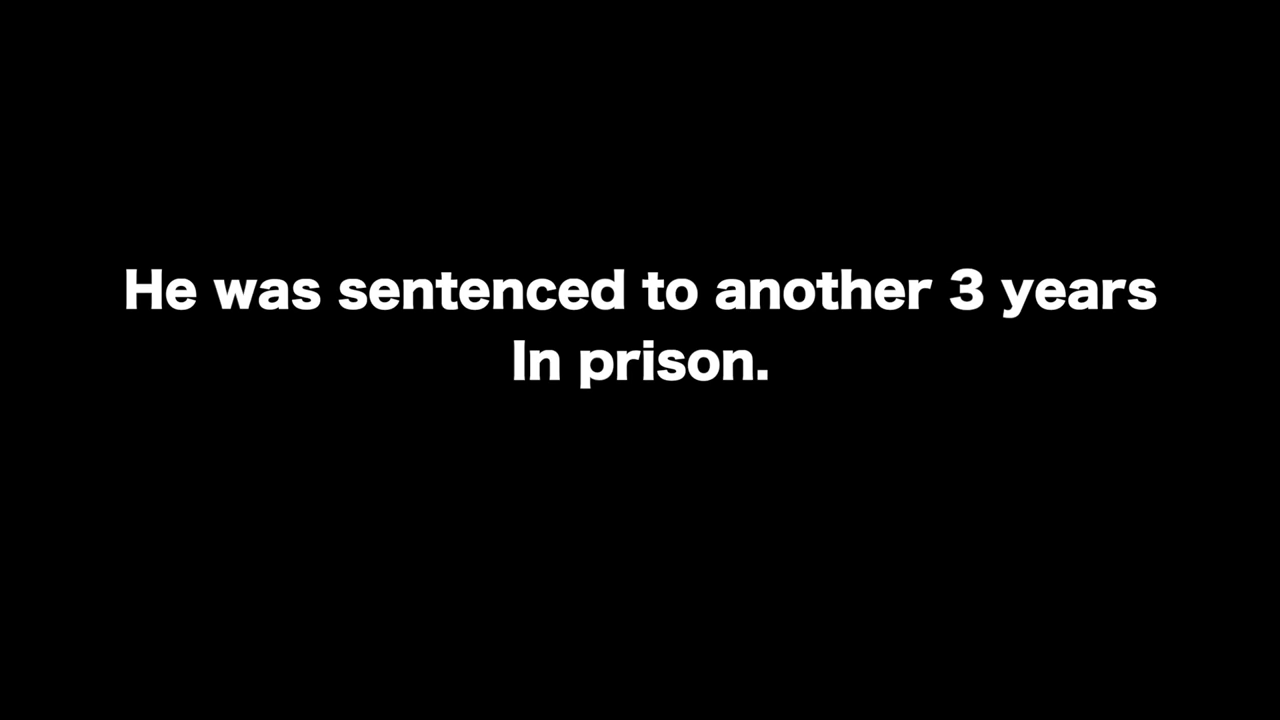 He was sentenced to another 3 years
In prison.